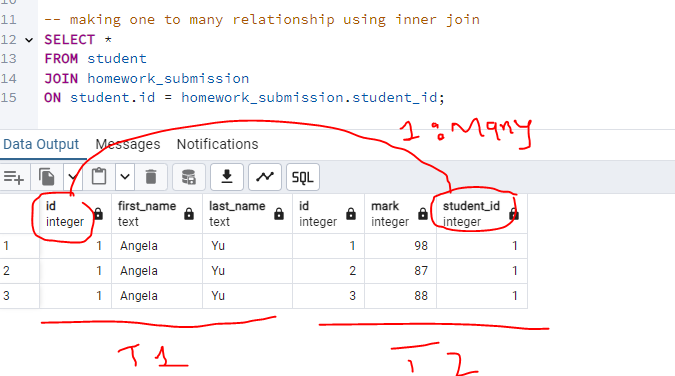 11 -- making one to many relationship using inner join
12 SELECT *
13 FROM student
14 JOIN homework_submission
15 ON student.id = homework_submission.student_id;
1:Many
Data Output Messages Notifications
SQL
id first_name last_name id mark student_id
integer text text integer integer integer
1 1 Angela Yu 1 98 1
2 1 Angela Yu 2 87 1
3 1 Angela Yu 3 88 1
T1 T2